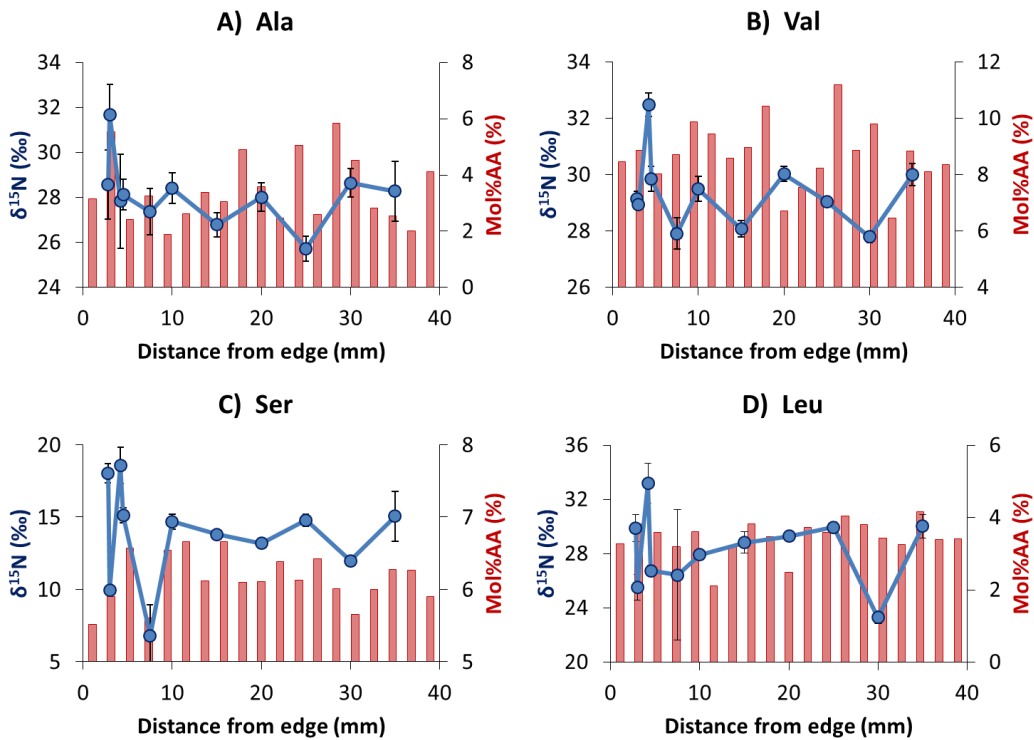 A)  Ala
34
32
30
28
26
24
δ¹⁵N (‰)
8
6
4
2
0
Mol%AA (%)
0 10 20 30 40
Distance from edge (mm)
B)  Val
34
32
30
28
26
δ¹⁵N (‰)
12
10
8
6
4
Mol%AA (%)
0 10 20 30 40
Distance from edge (mm)
C)  Ser
20
15
10
5
δ¹⁵N (‰)
8
7
6
5
Mol%AA (%)
0 10 20 30 40
Distance from edge (mm)
D)  Leu
36
32
28
24
20
δ¹⁵N (‰)
6
4
2
0
Mol%AA (%)
0 10 20 30 40
Distance from edge (mm)